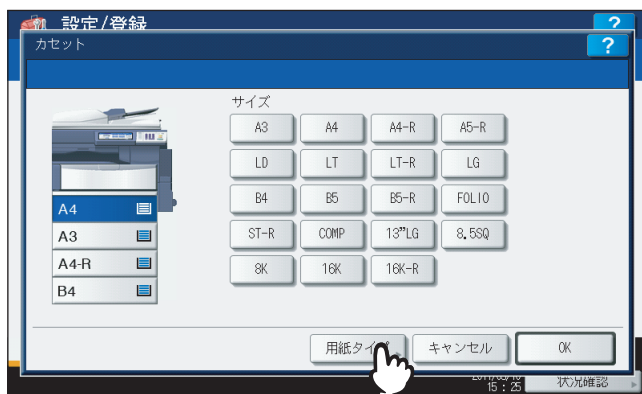 設定/登録 ?
カセット ?
サイズ
A3 A4 A4-R A5-R
LD LT LT-R LG
B4 B5 B5-R FOLIO
ST-R COMP 13"LG 8.5SQ
8K 16K 16K-R
A4
A3
A4-R
B4
用紙タイプ キャンセル OK
15:25 状況確認